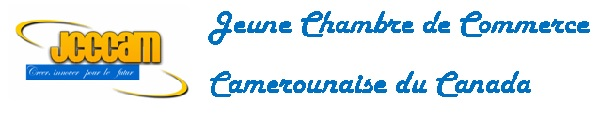 JCCCAM
Créer, innover pour le futur
Jeune Chambre de Commerce
Camerounaise du Canada